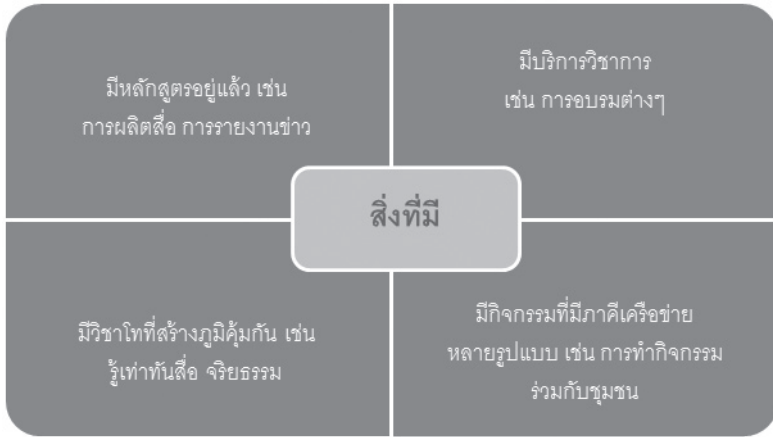 มีหลักสูตรอยู่แล้ว เช่น
การผลิตสื่อ การรายงานข่าว
มีบริการวิชาการ
เช่น การอบรมต่างๆ
สิ่งที่มี
มีวิชาโทที่สร้างภูมิคุ้มกัน เช่น
รู้เท่าทันสื่อ จริยธรรม
มีกิจกรรมที่มีภาคีเครือข่าย
หลายรูปแบบ เช่น การทำกิจกรรม
ร่วมกับชุมชน